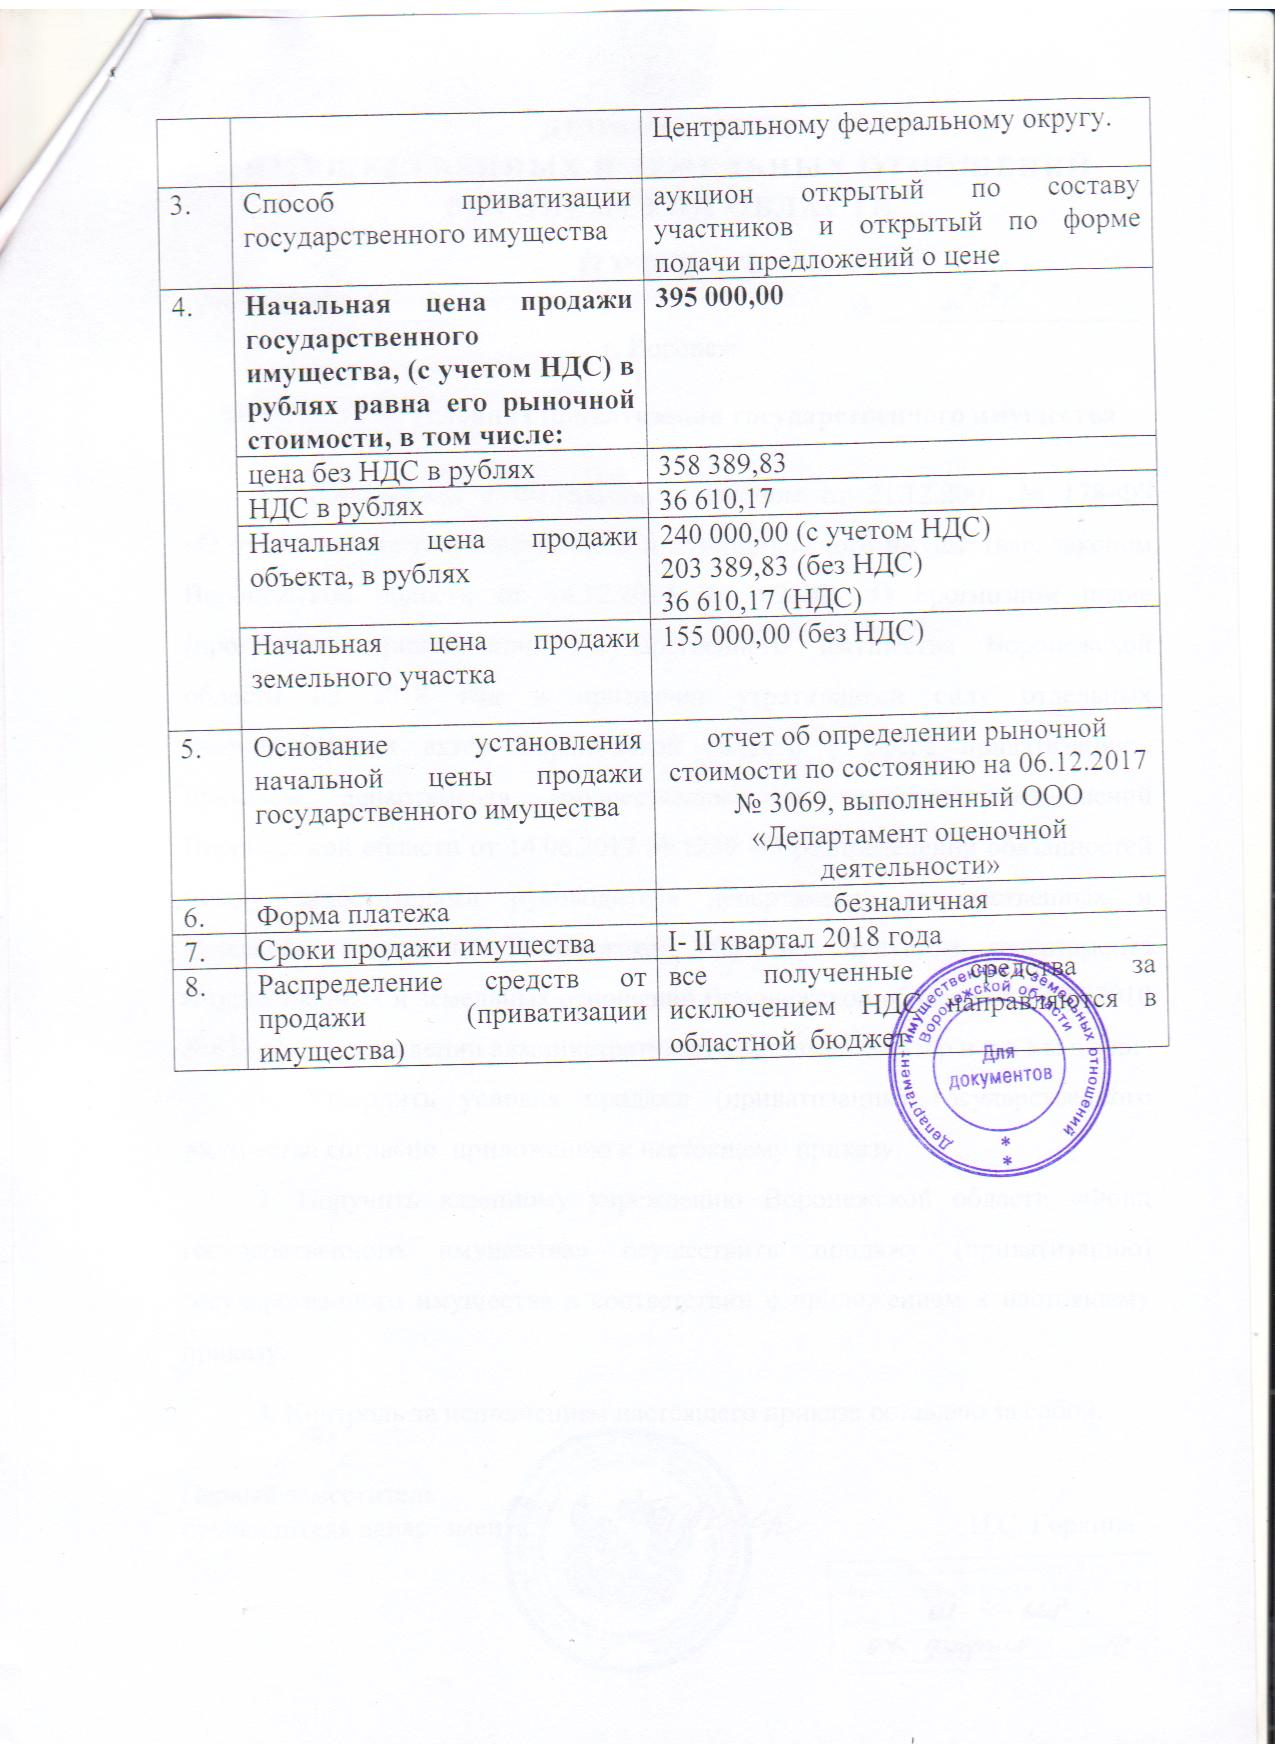 Центральному федеральному округу.
3. Способ приватизации государственного имущества
аукцион открытый по составу
участников и открытый по форме
подачи предложений о цене
4. Начальная цена продажи
государственного
имущества, (с учетом НДС) в
рублях равна его рыночной
стоимости, в том числе:
395 000,00
цена без НДС в рублях
358 389,83
НДС в рублях
36 610,17
Начальная цена продажи
объекта, в рублях
240 000,00 (с учетом НДС)
203 389,83 (без НДС)
36 610,17 (НДС)
Начальная цена продажи
земельного участка
155 000,00 (без НДС)
5. Основание установления
начальной цены продажи
государственного имущества
отчет об определении рыночной
стоимости по состоянию на 06.12.2017
№ 3069, выполненный ООО
«Департамент оценочной
деятельности»
6. Форма платежа
безналичная
7. Сроки продажи имущества
I- II квартал 2018 года
8. Распределение средств от
продажи (приватизации
имущества)
все полученные средства за
исключением НДС направляются в
областной бюджет
Департамент имущественных и земельных отношений
Воронежской области
Для
документов